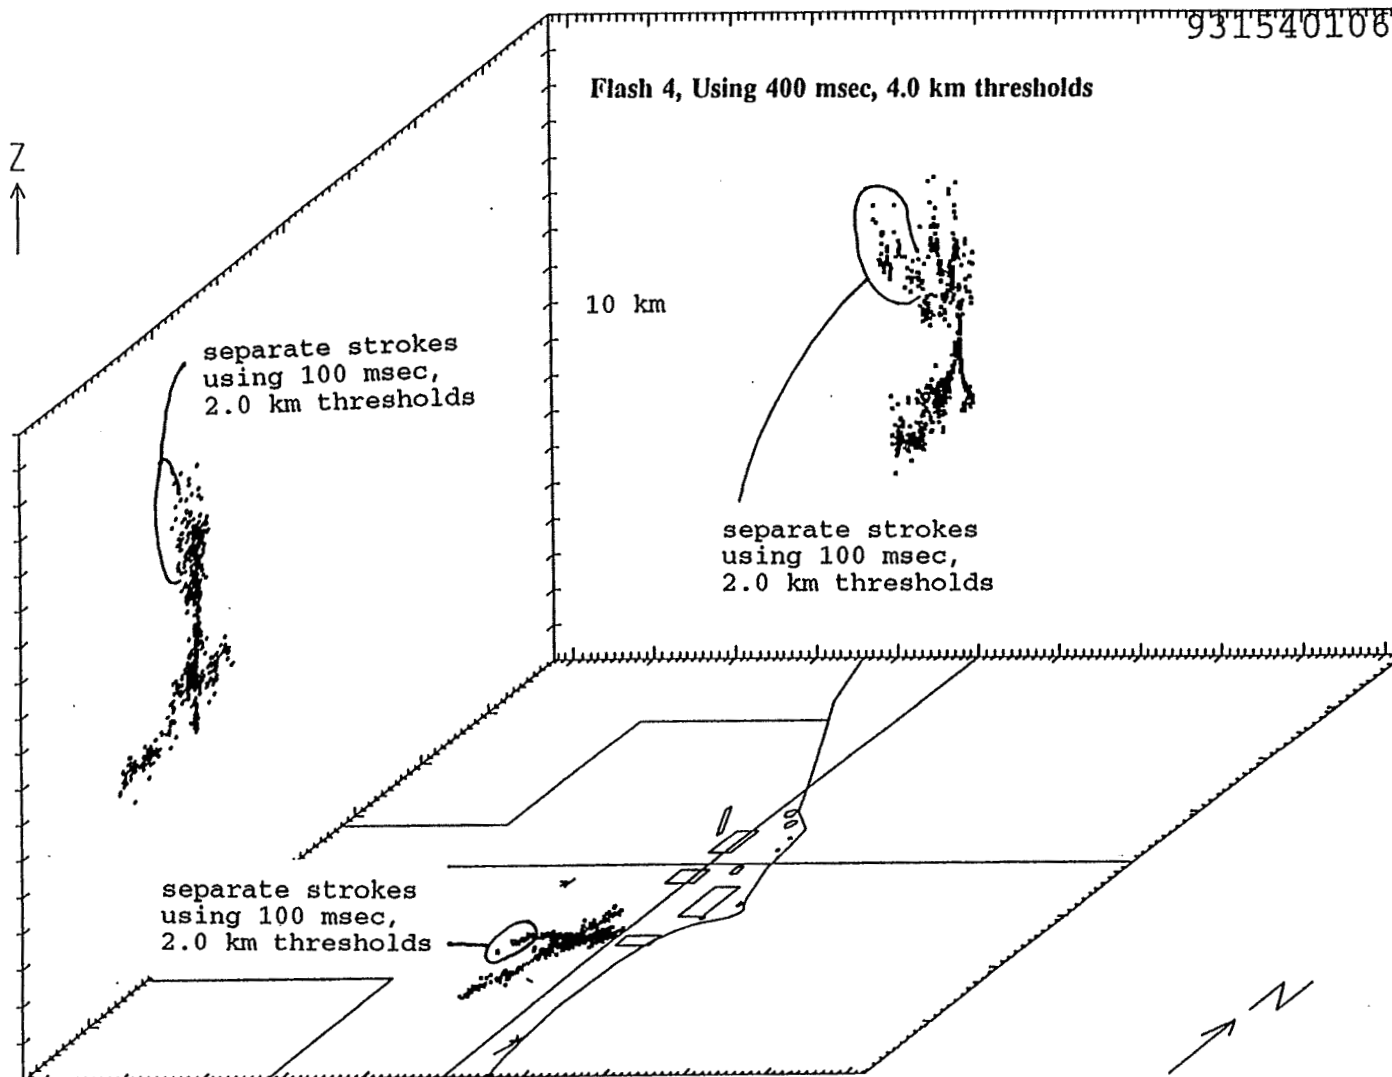 931540106
Flash 4, Using 400 msec, 4.0 km thresholds
Z
10 km
separate strokes
using 100 msec,
2.0 km thresholds
separate strokes
using 100 msec,
2.0 km thresholds
separate strokes
using 100 msec,
2.0 km thresholds
N